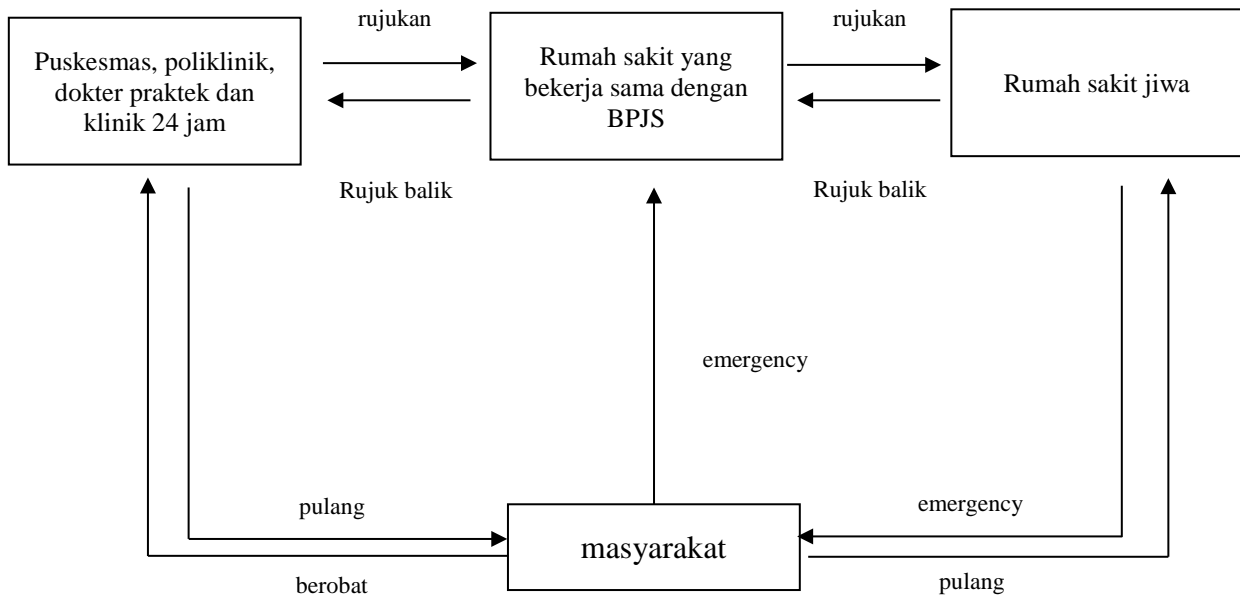 rujukan
rujukan
Puskesmas, poliklinik,
dokter praktek dan
klinik 24 jam
Rumah sakit yang
bekerja sama dengan
BPJS
Rumah sakit jiwa
Rujuk balik
Rujuk balik
emergency
pulang
emergency
masyarakat
berobat
pulang